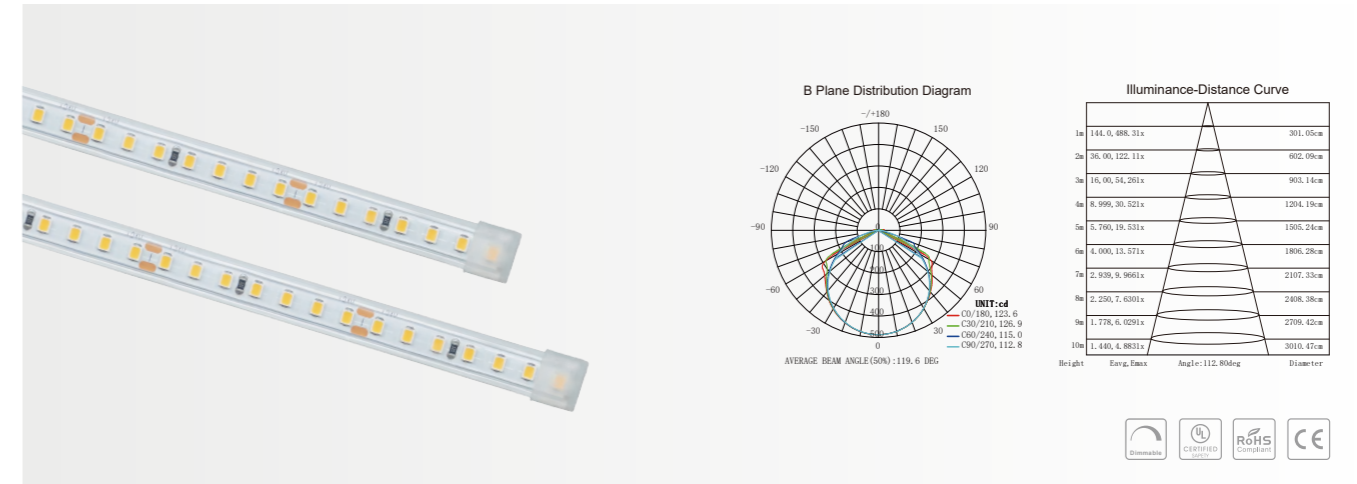 B Plane Distribution Diagram
-/+180
-150
150
-120
120
-90
90
-60
60
-30
30
0
0
100
200
300
400
500
UNIT:cd
C0/180,123.6
C30/210,126.9
C60/240,115.0
C90/270,112.8
AVERAGE BEAM ANGLE(50%):119.6 DEG
Illuminance-Distance Curve
1m 144.0,488.31x 301.05cm
2m 36.00,122.11x 602.09cm
3m 16,00,54,261x 903.14cm
4m 8.999,30.521x 1204.19cm
5m 5.760,19.531x 1505.24cm
6m 4.000,13.571x 1806.28cm
7m 2.939,9.9661x 2107.33cm
8m 2.250,7.6301x 2408.38cm
9m 1.778,6.0291x 2709.42cm
10m 1.440,4.8831x 3010.47cm
Height Eavg,Emax Angle:112.80deg Diameter
Dimmable
UL
CERTIFIED
SAFETY
RoHS
Compliant
CE